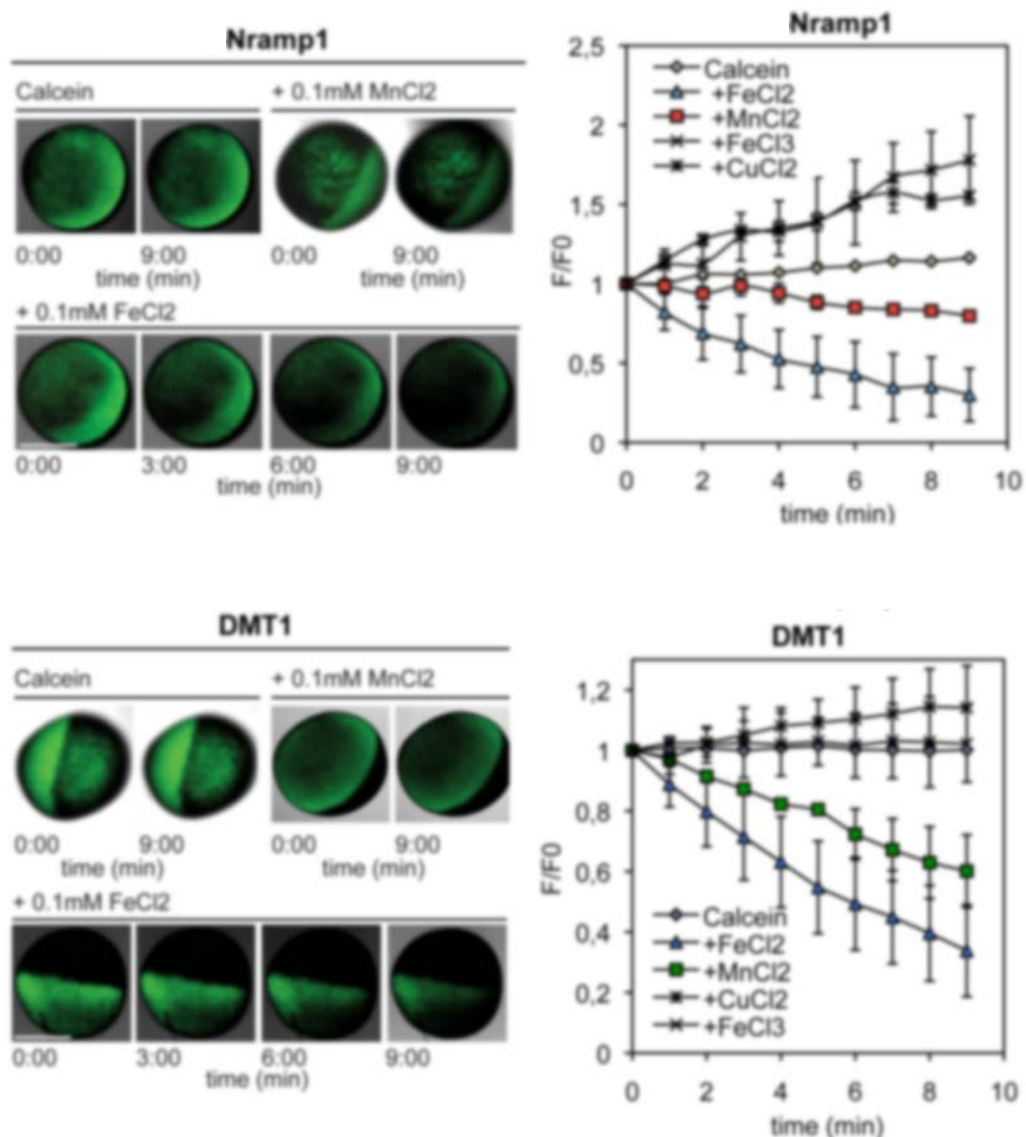 Nramp1
Calcein
+ 0.1mM MnCl2
0:00
9:00
0:00
9:00
time (min)
time (min)
+ 0.1mM FeCl2
0:00
3:00
6:00
9:00
time (min)
Nramp1
2,5
2
1,5
1
0,5
0
F/F0
Calcein
+FeCl2
+MnCl2
+FeCl3
+CuCl2
0
2
4
6
8
10
time (min)
DMT1
Calcein
+ 0.1mM MnCl2
0:00
9:00
0:00
9:00
time (min)
time (min)
+ 0.1mM FeCl2
0:00
3:00
6:00
9:00
time (min)
DMT1
1,2
1
0,8
0,6
0,4
0,2
0
F/F0
Calcein
+FeCl2
+MnCl2
+CuCl2
+FeCl3
0
2
4
6
8
10
time (min)